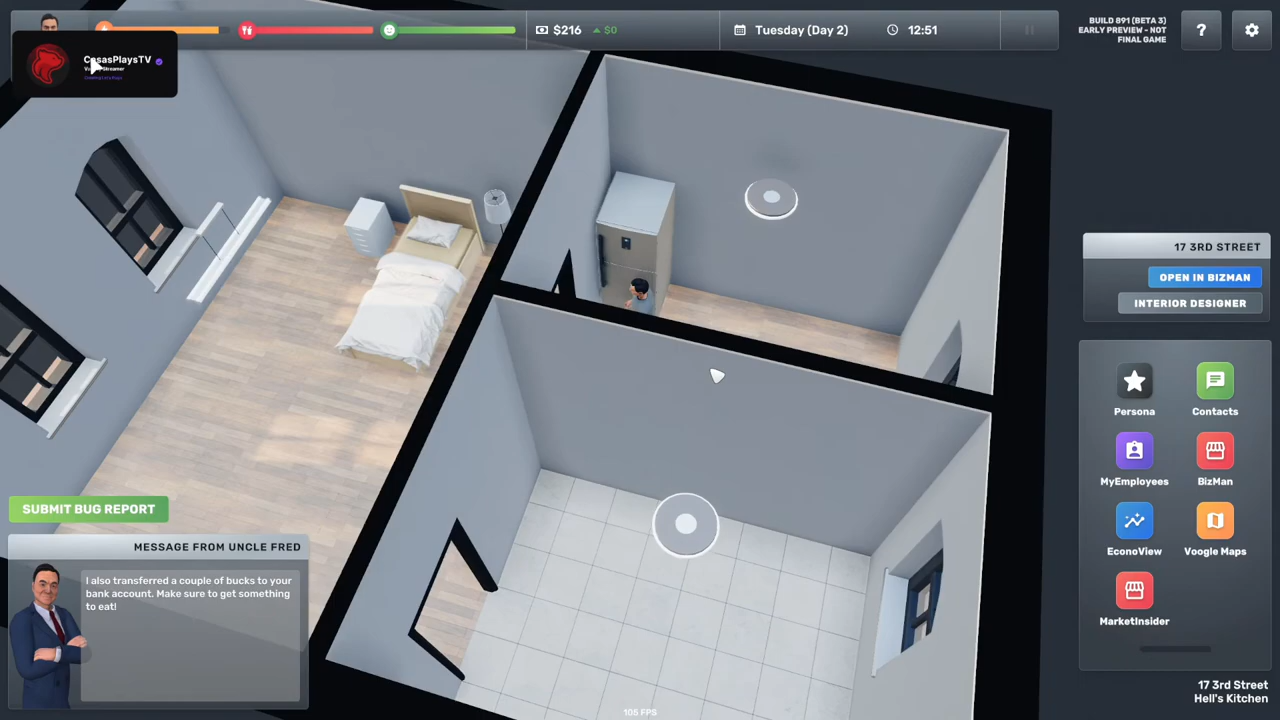 $216 ▲ $0
Tuesday (Day 2)
12:51
BUILD 891 (BETA 3)
EARLY PREVIEW - NOT
FINAL GAME
?
CasasPlaysTV
17 3RD STREET
OPEN IN BIZMAN
INTERIOR DESIGNER
Persona
Contacts
MyEmployees
BizMan
EconoView
Voogle Maps
MarketInsider
SUBMIT BUG REPORT
MESSAGE FROM UNCLE FRED
I also transferred a couple of bucks to your
bank account. Make sure to get something
to eat!
17 3rd Street
Hell's Kitchen
105 FPS